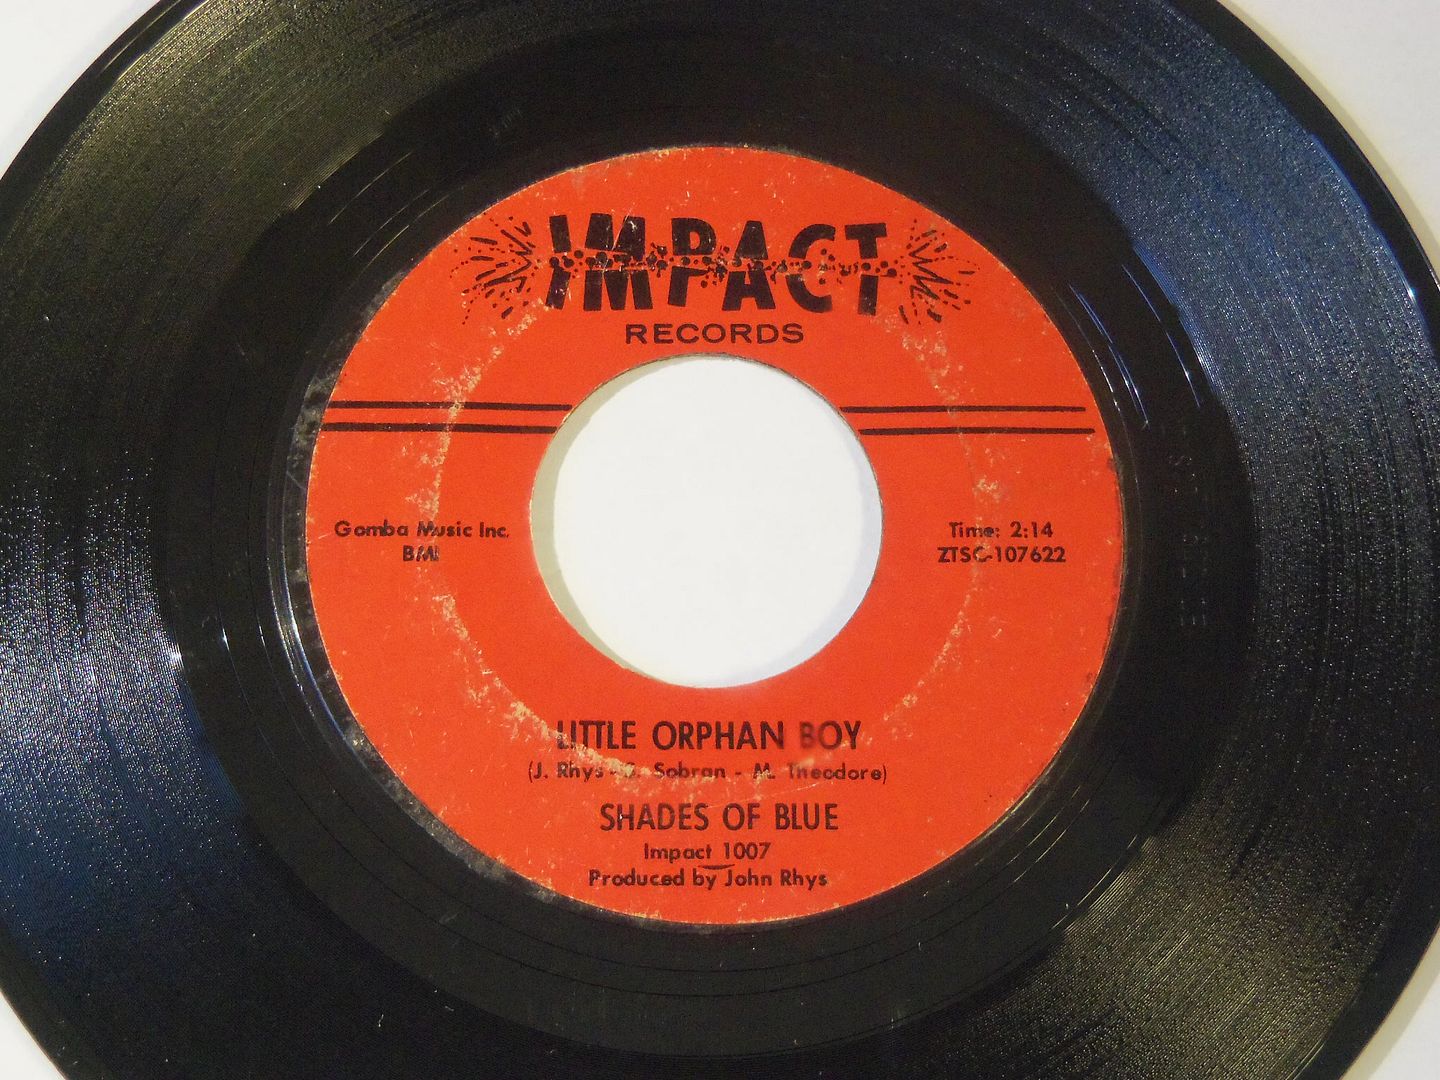 IMPACT
RECORDS
Gomba Music Inc.
BMI
Time: 2:14
ZTSC-107622
LITTLE ORPHAN BOY
(J. Rhys - Sobran - M. Theodore)
SHADES OF BLUE
Impact 1007
Produced by John Rhys